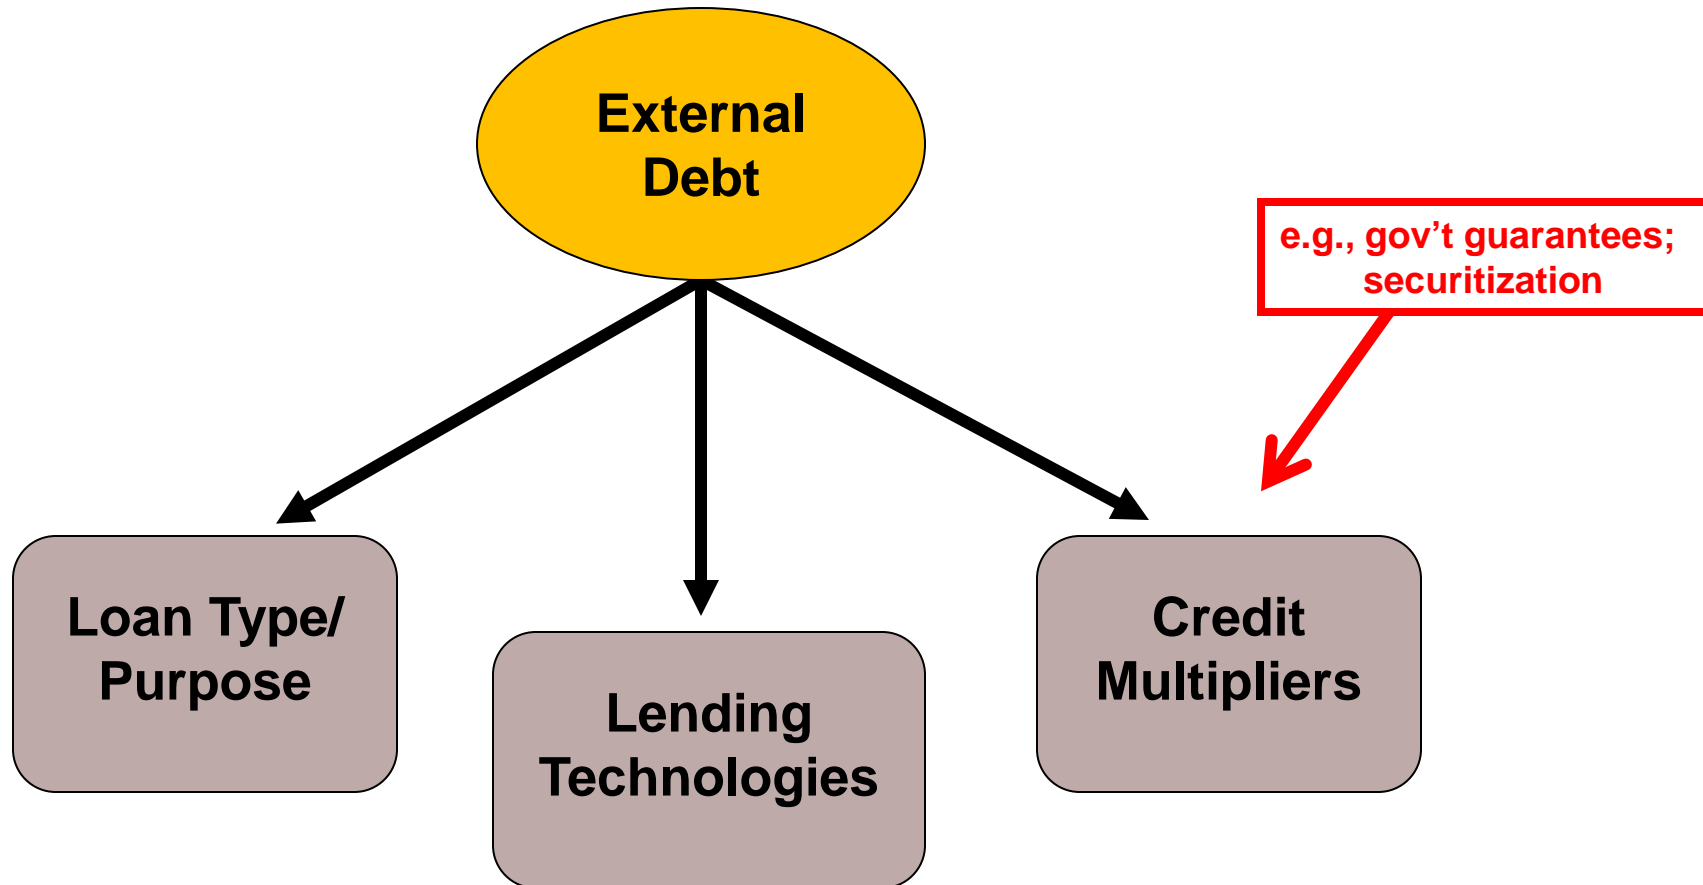 External
Debt
e.g., gov’t guarantees;
securitization
Loan Type/
Purpose
Lending
Technologies
Credit
Multipliers